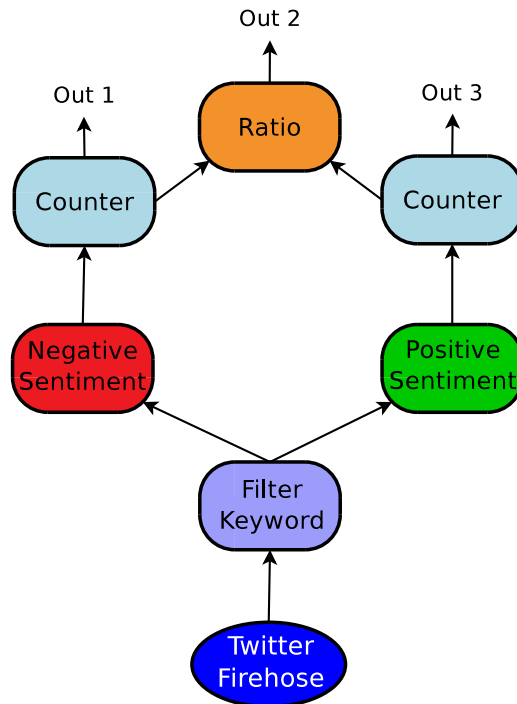 Out 2
Out 1
Out 3
Ratio
Counter
Counter
Negative
Sentiment
Positive
Sentiment
Filter
Keyword
Twitter
Firehose